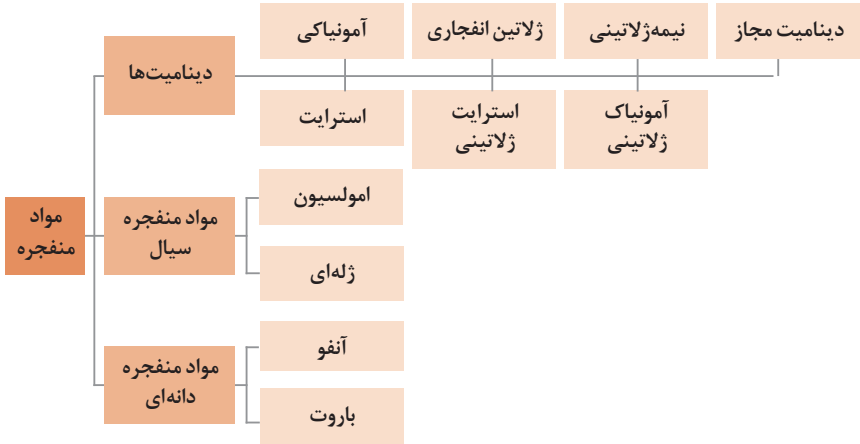 مواد
منفجره
دینامیت‌ها
آمونیاکی
ژلاتین انفجاری
نیمه‌ژلاتینی
دینامیت مجاز
استرایت
استرایت
ژلاتینی
آمونیاک
ژلاتینی
مواد منفجره
سیال
امولسیون
ژله‌ای
مواد منفجره
دانه‌ای
آنفو
باروت